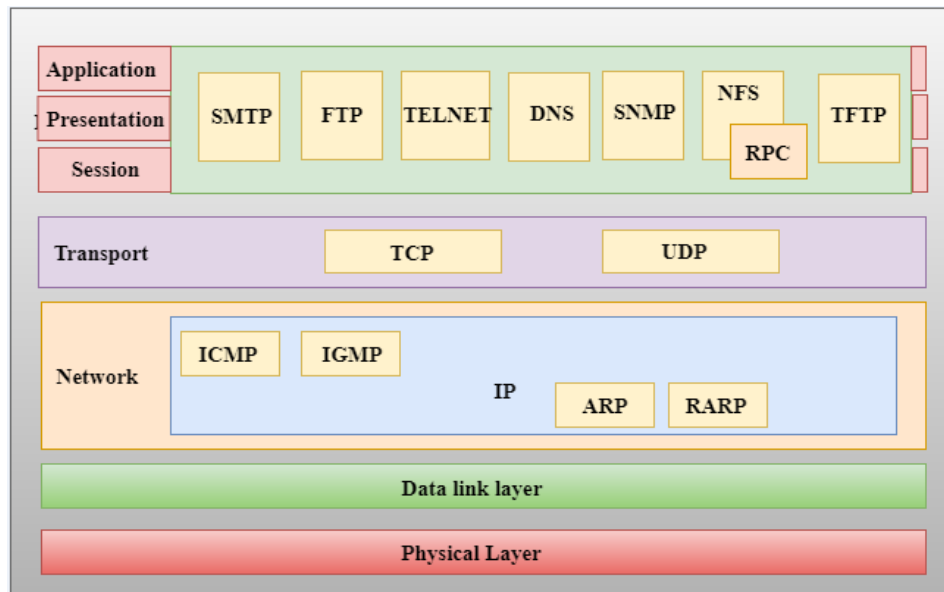 Application
Presentation
Session
SMTP
FTP
TELNET
DNS
SNMP
NFS
RPC
TFTP
Transport
TCP
UDP
Network
ICMP
IGMP
IP
ARP
RARP
Data link layer
Physical Layer